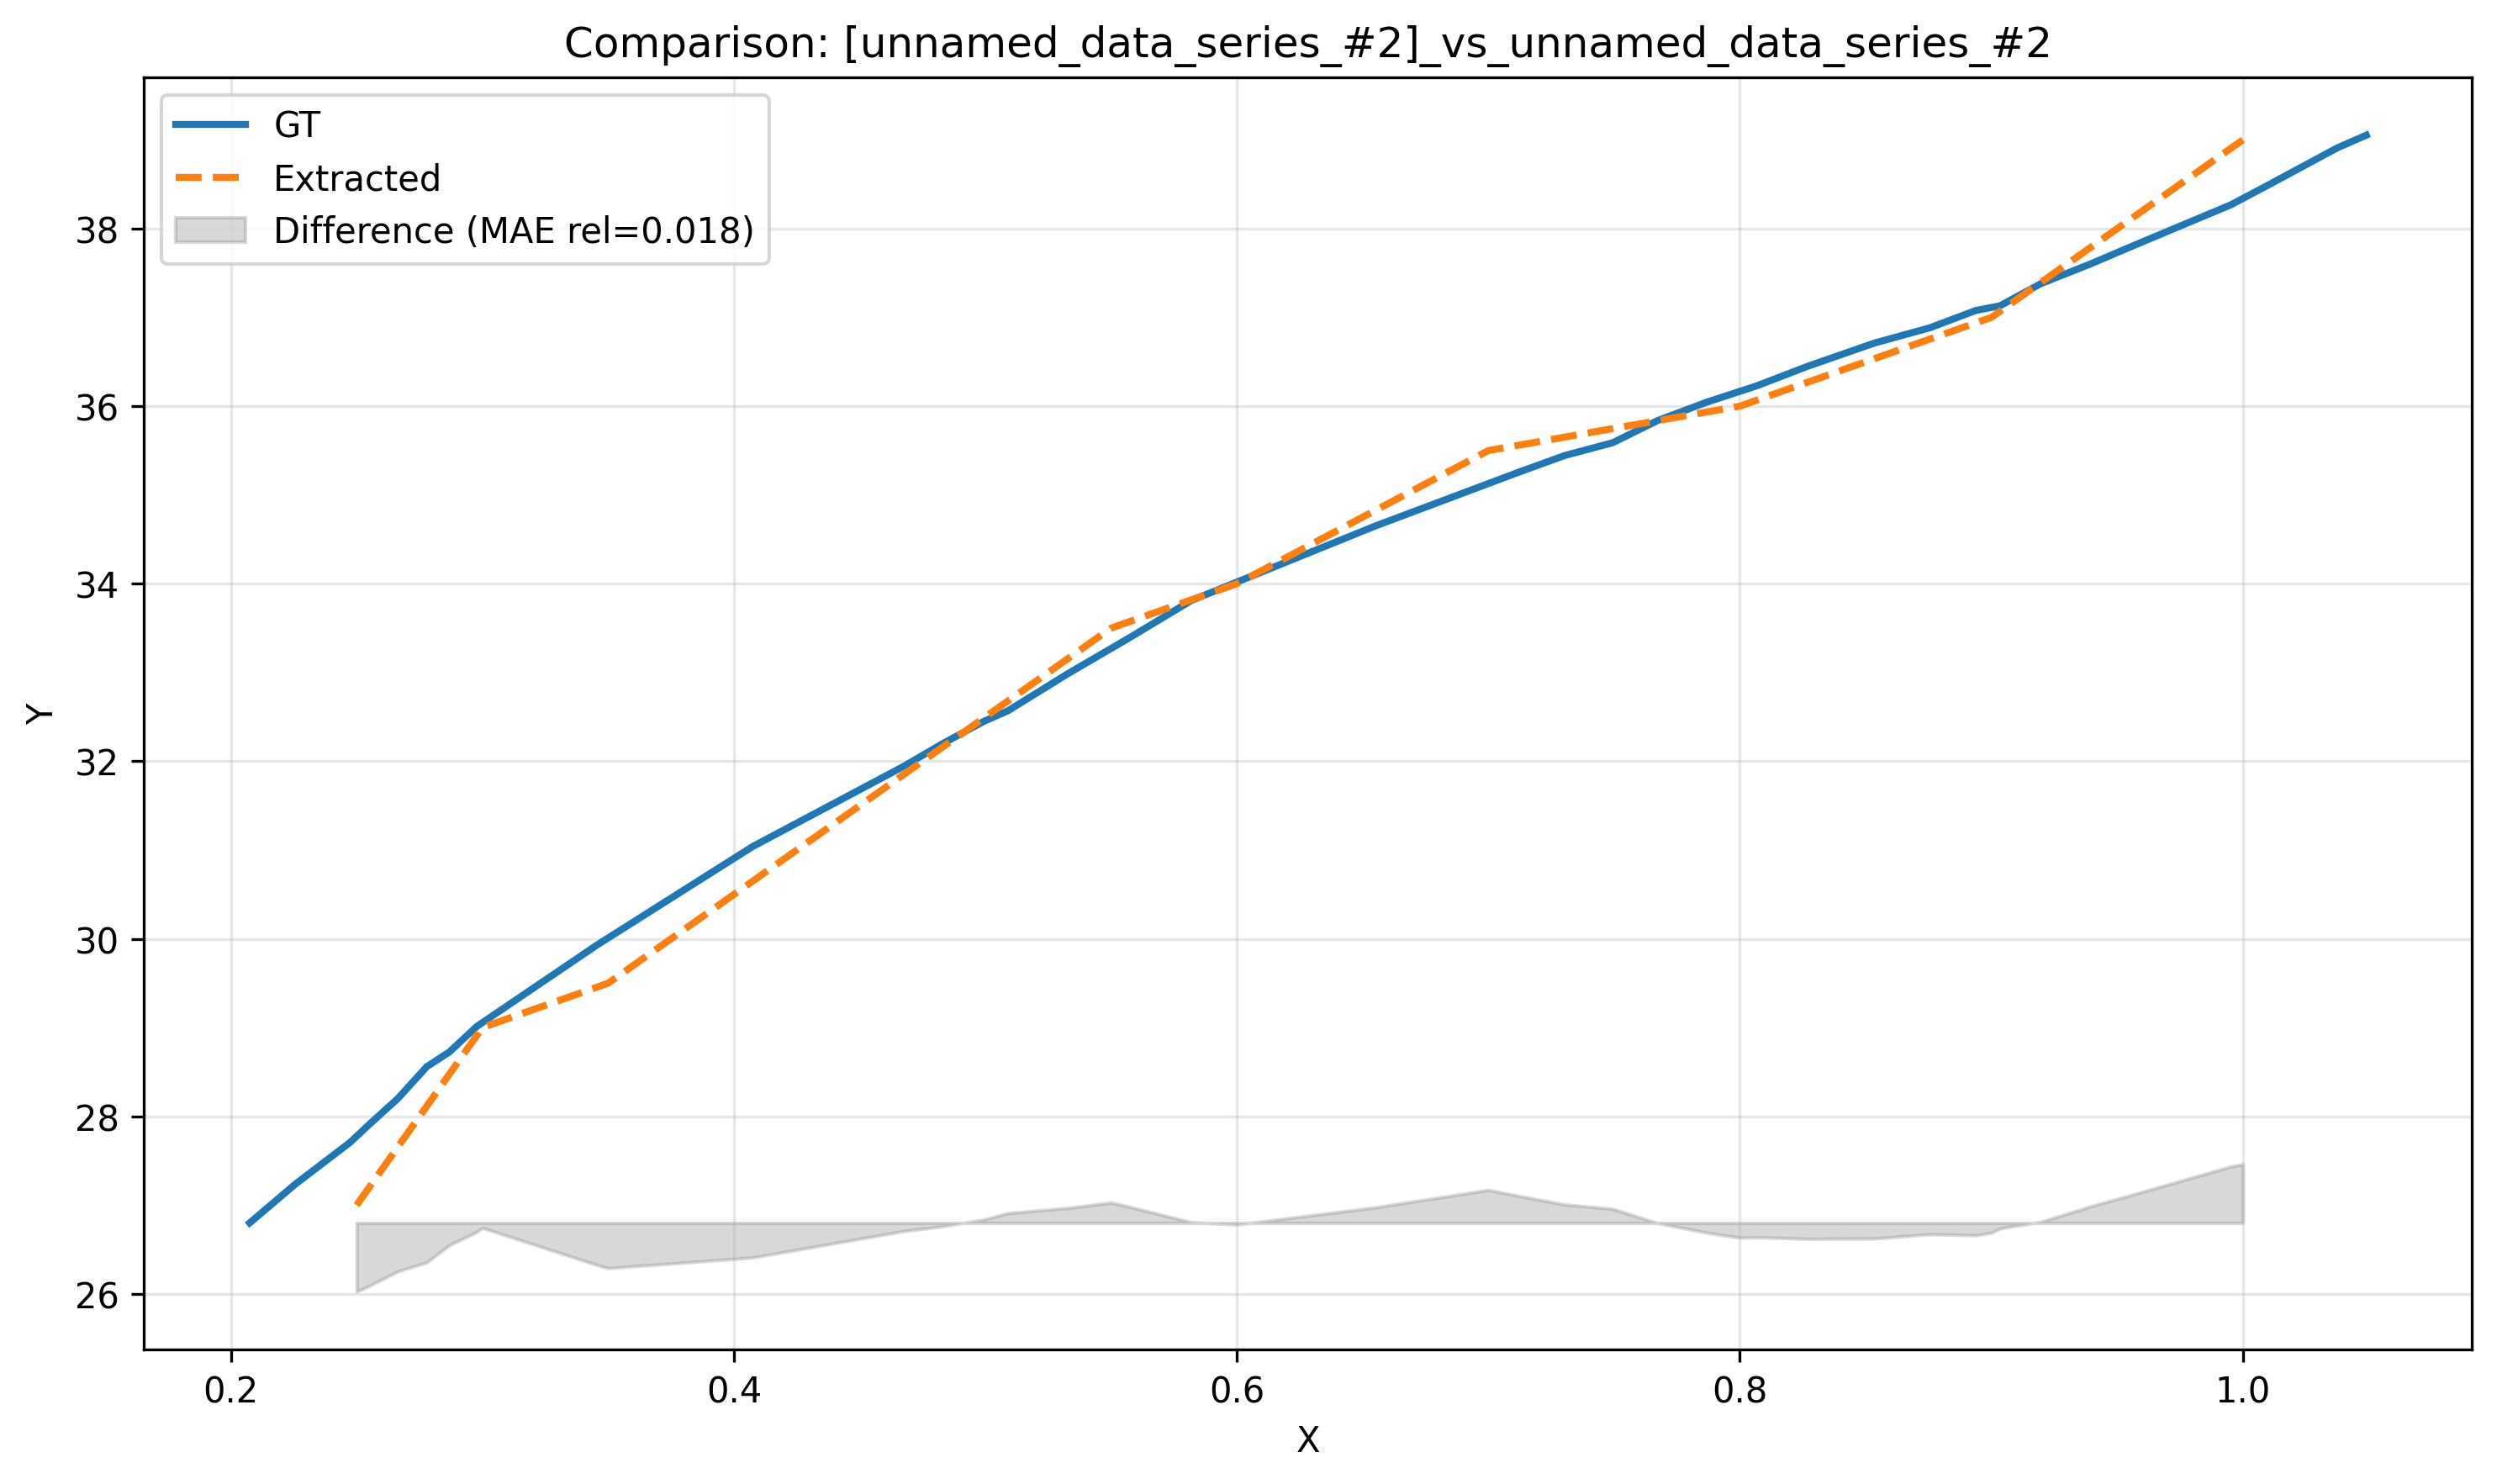 Comparison: [unnamed_data_series_#2]_vs_unnamed_data_series_#2
GT
Extracted
Difference (MAE rel=0.018)
38
36
34
32
30
28
26
Y
0.2
0.4
0.6
0.8
1.0
X